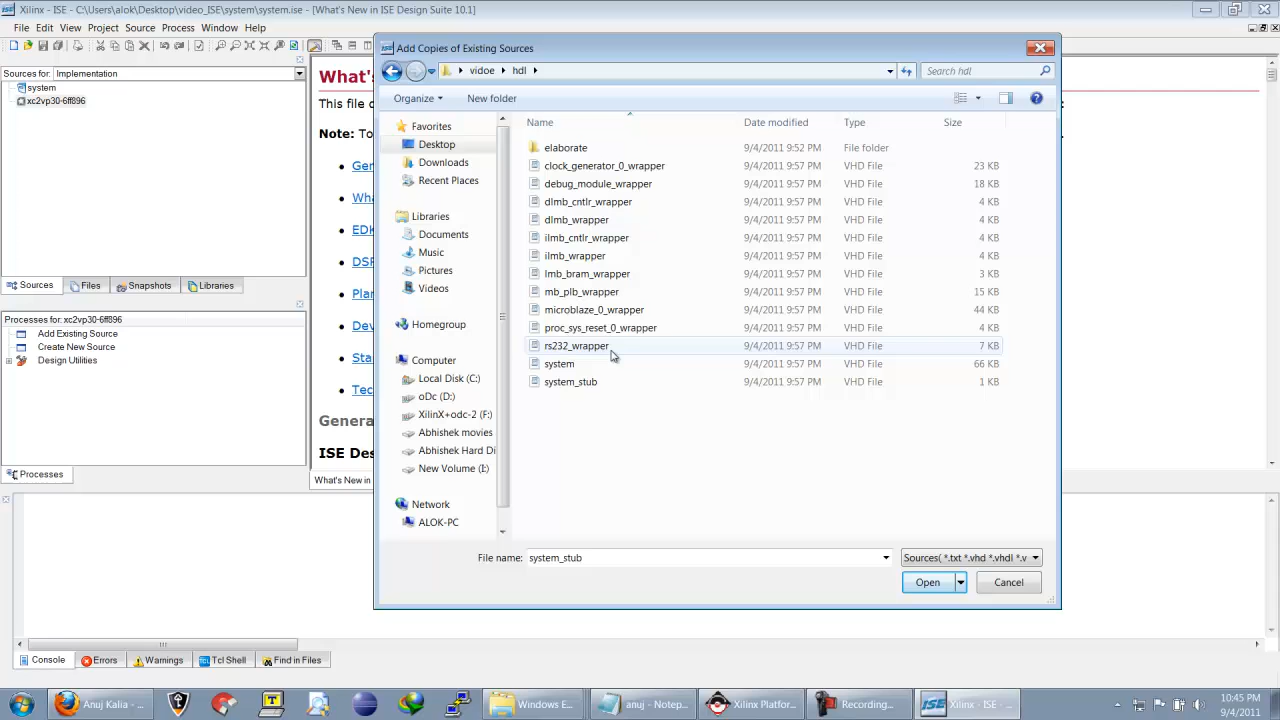 Xilinx - ISE - C:\Users\alok\Desktop\video_ISE\system\system.ise - [What's New in ISE Design Suite 10.1]
File Edit View Project Source Process Window Help
Sources for: Implementation
system
xc2vp30-6ff896
Sources Files Snapshots Libraries
Processes for: xc2vp30-6ff896
Add Existing Source
Create New Source
Design Utilities
Processes
What's
This file c
Note: To
Gen
Wha
EDK
DSF
Plar
Dev
Sta
Tec
Genera
ISE Des
What's New in
Add Copies of Existing Sources
vidoe hdl
Search hdl
Organize New folder
Favorites
Desktop
Downloads
Recent Places
Libraries
Documents
Music
Pictures
Videos
Homegroup
Computer
Local Disk (C:)
oDc (D:)
XilinX+odc-2 (F:)
Abhishek movies
Abhishek Hard Di
New Volume (I:)
Network
ALOK-PC
Name Date modified Type Size
elaborate 9/4/2011 9:52 PM File folder
clock_generator_0_wrapper 9/4/2011 9:57 PM VHD File 23 KB
debug_module_wrapper 9/4/2011 9:57 PM VHD File 18 KB
dlmb_cntlr_wrapper 9/4/2011 9:57 PM VHD File 4 KB
dlmb_wrapper 9/4/2011 9:57 PM VHD File 4 KB
ilmb_cntlr_wrapper 9/4/2011 9:57 PM VHD File 4 KB
ilmb_wrapper 9/4/2011 9:57 PM VHD File 4 KB
lmb_bram_wrapper 9/4/2011 9:57 PM VHD File 3 KB
mb_plb_wrapper 9/4/2011 9:57 PM VHD File 15 KB
microblaze_0_wrapper 9/4/2011 9:57 PM VHD File 44 KB
proc_sys_reset_0_wrapper 9/4/2011 9:57 PM VHD File 4 KB
rs232_wrapper 9/4/2011 9:57 PM VHD File 7 KB
system 9/4/2011 9:57 PM VHD File 66 KB
system_stub 9/4/2011 9:57 PM VHD File 1 KB
File name: system_stub
Sources( *.txt *.vhd *.vhdl *.v
Open Cancel
Console Errors Warnings Tcl Shell Find in Files
Anuj Kalia - ... Windows E... anuj - Notep... Xilinx Platfor... Recording... Xilinx - ISE - ...
10:45 PM
9/4/2011